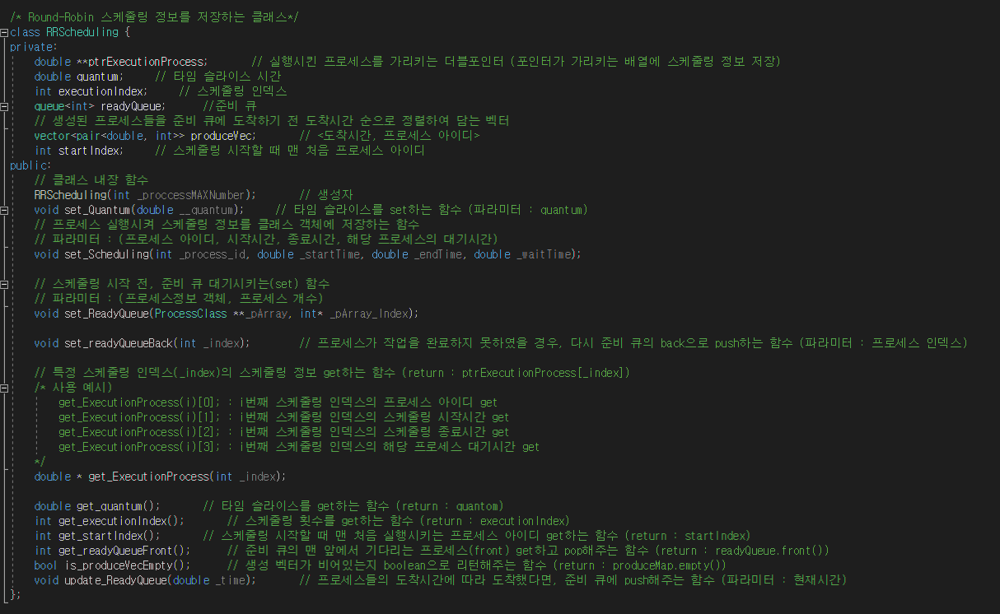 /* Round-Robin 스케줄링 정보를 저장하는 클래스*/
class RRScheduling {
private:
double **ptrExecutionProcess; // 실행시킨 프로세스를 가리키는 더블포인터 (포인터가 가리키는 배열에 스케줄링 정보 저장)
double quantum; // 타임 슬라이스 시간
int executionIndex; // 스케줄링 인덱스
queue<int> readyQueue; //준비 큐
// 생성된 프로세스들을 준비 큐에 도착하기 전 도착시간 순으로 정렬하여 담는 벡터
vector<pair<double, int>> produceVec; // <도착시간, 프로세스 아이디>
int startIndex; // 스케줄링 시작할 때 맨 처음 프로세스 아이디
public:
// 클래스 내장 함수
RRScheduling(int _proccessMAXNumber); // 생성자
void set_Quantum(double __quantum); // 타임 슬라이스를 set하는 함수 (파라미터 : quantum)
// 프로세스 실행시켜 스케줄링 정보를 클래스 객체에 저장하는 함수
// 파라미터 : (프로세스 아이디, 시작시간, 종료시간, 해당 프로세스의 대기시간)
void set_Scheduling(int _process_id, double _startTime, double _endTime, double _waitTime);
// 스케줄링 시작 전, 준비 큐 대기시키는(set) 함수
// 파라미터 : (프로세스정보 객체, 프로세스 개수)
void set_ReadyQueue(ProcessClass **_pArray, int* _pArray_Index);
void set_readyQueueBack(int _index); // 프로세스가 작업을 완료하지 못하였을 경우, 다시 준비 큐의 back으로 push하는 함수 (파라미터 : 프로세스 인덱스)
// 특정 스케줄링 인덱스(_index)의 스케줄링 정보 get하는 함수 (return : ptrExecutionProcess[_index])
/* 사용 예시)
get_ExecutionProcess(i)[0]; : i번째 스케줄링 인덱스의 프로세스 아이디 get
get_ExecutionProcess(i)[1]; : i번째 스케줄링 인덱스의 스케줄링 시작시간 get
get_ExecutionProcess(i)[2]; : i번째 스케줄링 인덱스의 스케줄링 종료시간 get
get_ExecutionProcess(i)[3]; : i번째 스케줄링 인덱스의 해당 프로세스 대기시간 get
*/
double * get_ExecutionProcess(int _index);
double get_quantum(); // 타임 슬라이스를 get하는 함수 (return : quantom)
int get_executionIndex(); // 스케줄링 횟수를 get하는 함수 (return : executionIndex)
int get_startIndex(); // 스케줄링 시작할 때 맨 처음 실행시키는 프로세스 아이디 get하는 함수 (return : startIndex)
int get_readyQueueFront(); // 준비 큐의 맨 앞에서 기다리는 프로세스(front) get하고 pop해주는 함수 (return : readyQueue.front())
bool is_produceVecEmpty(); // 생성 벡터가 비어있는지 boolean으로 리턴해주는 함수 (return : produceMap.empty())
void update_ReadyQueue(double _time); // 프로세스들의 도착시간에 따라 도착했다면, 준비 큐에 push해주는 함수 (파라미터 : 현재시간)
};